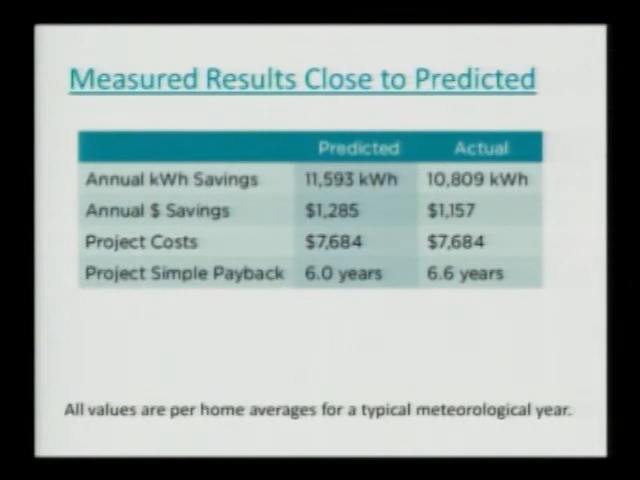 Measured Results Close to Predicted
Predicted Actual
Annual kWh Savings 11,593 kWh 10,809 kWh
Annual $ Savings $1,285 $1,157
Project Costs $7,684 $7,684
Project Simple Payback 6.0 years 6.6 years
All values are per home averages for a typical meteorological year.